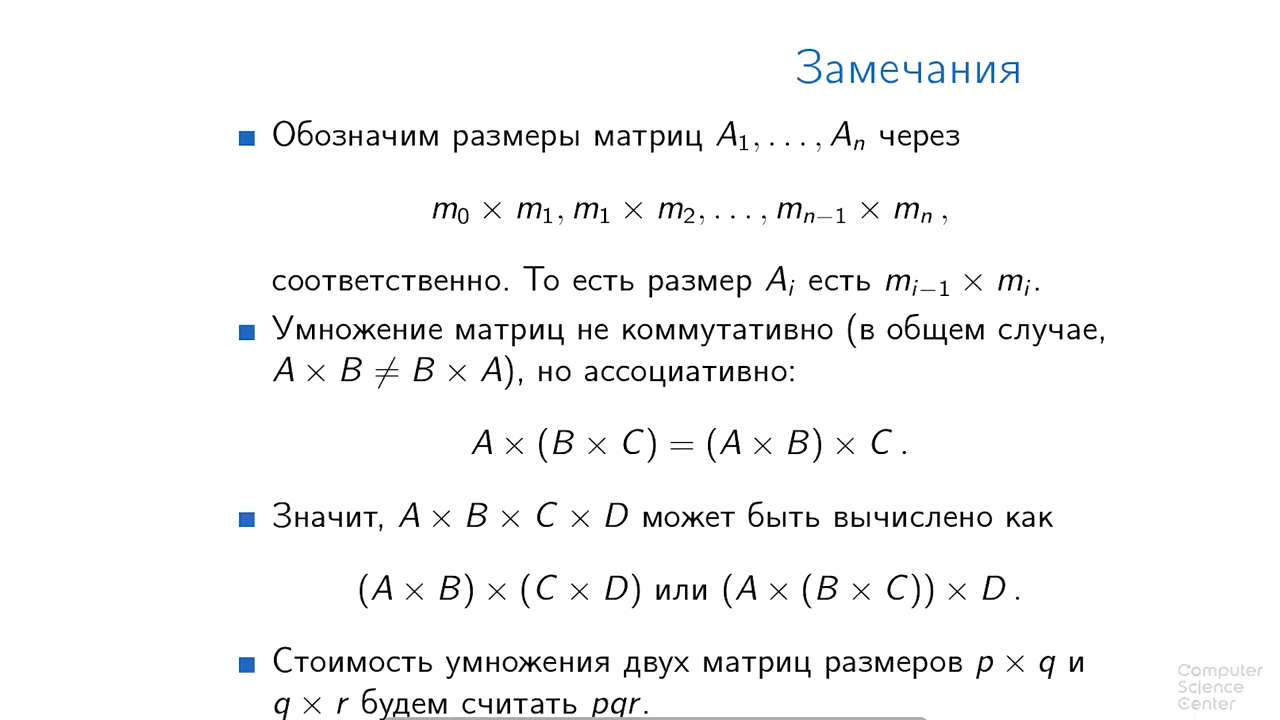 Замечания
Обозначим размеры матриц A₁, . . . , Aₙ через
m₀ × m₁, m₁ × m₂, . . . , mₙ₋₁ × mₙ ,
соответственно. То есть размер Aᵢ есть mᵢ₋₁ × mᵢ.
Умножение матриц не коммутативно (в общем случае,
A × B ≠ B × A), но ассоциативно:
A × (B × C) = (A × B) × C .
Значит, A × B × C × D может быть вычислено как
(A × B) × (C × D) или (A × (B × C)) × D .
Стоимость умножения двух матриц размеров p × q и
q × r будем считать pqr.
Computer
Science
Center